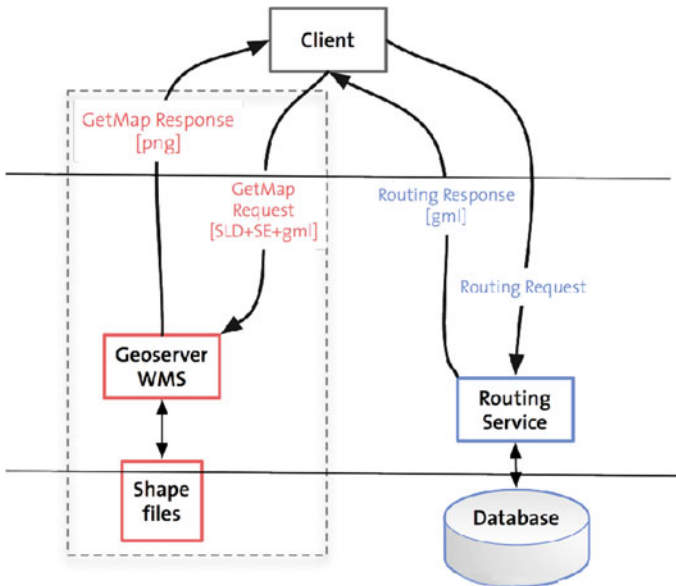 Client
GetMap Response
[png]
GetMap
Request
[SLD+SE+gml]
Routing Response
[gml]
Routing Request
Geoserver
WMS
Routing
Service
Shape
files
Database